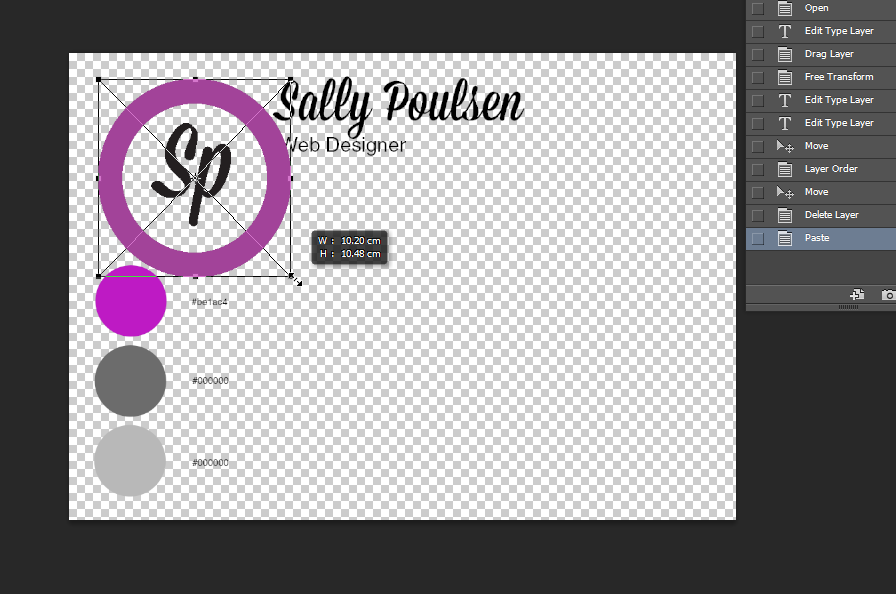 Sally Poulsen
Web Designer
Sp
W : 10.20 cm
H : 10.48 cm
#be1ac4
#000000
#000000
Open
Edit Type Layer
Drag Layer
Free Transform
Edit Type Layer
Edit Type Layer
Move
Layer Order
Move
Delete Layer
Paste